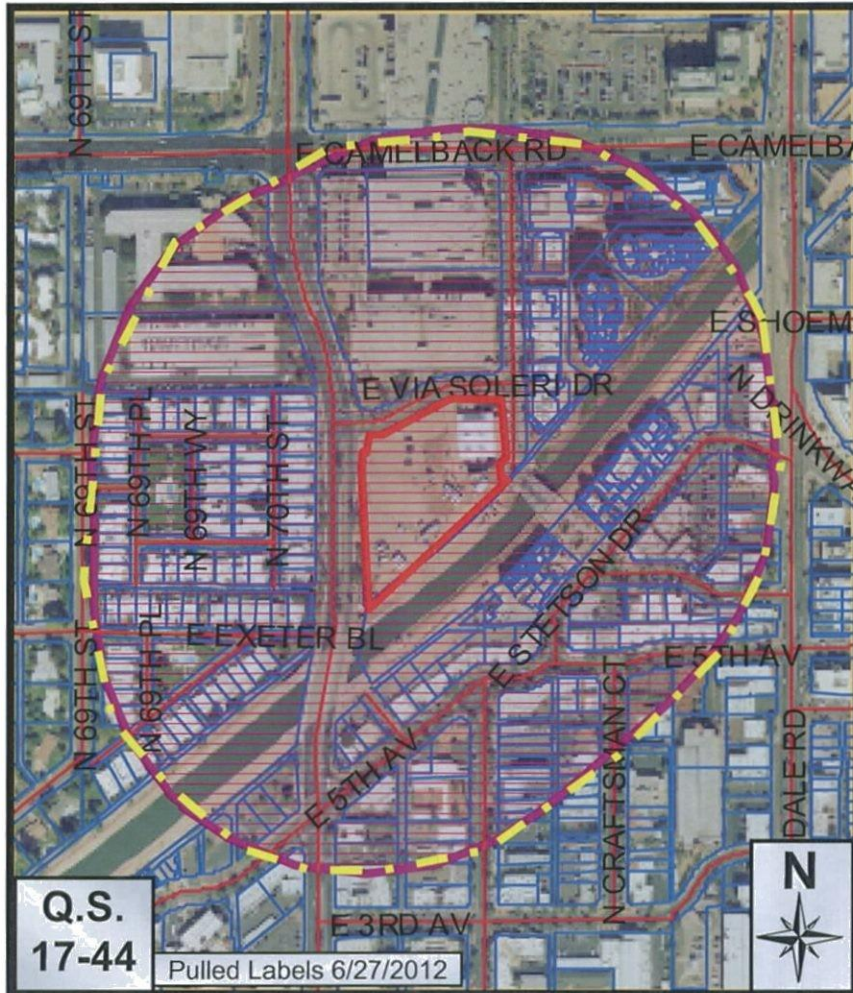 N 69TH ST
E CAMELBACK RD
E CAMELBA
E SHOEM
E VIA SOLERI DR
N DRINKWA
N 69TH ST
N 69TH PL
N 69TH WY
N 70TH ST
E STETSON DR
E EXETER BL
E 5TH AV
N 69TH ST
N 69TH PL
E 5TH AV
N CRAFTSMAN CT
DALE RD
E 3RD AV
Q.S.
17-44
Pulled Labels 6/27/2012
N